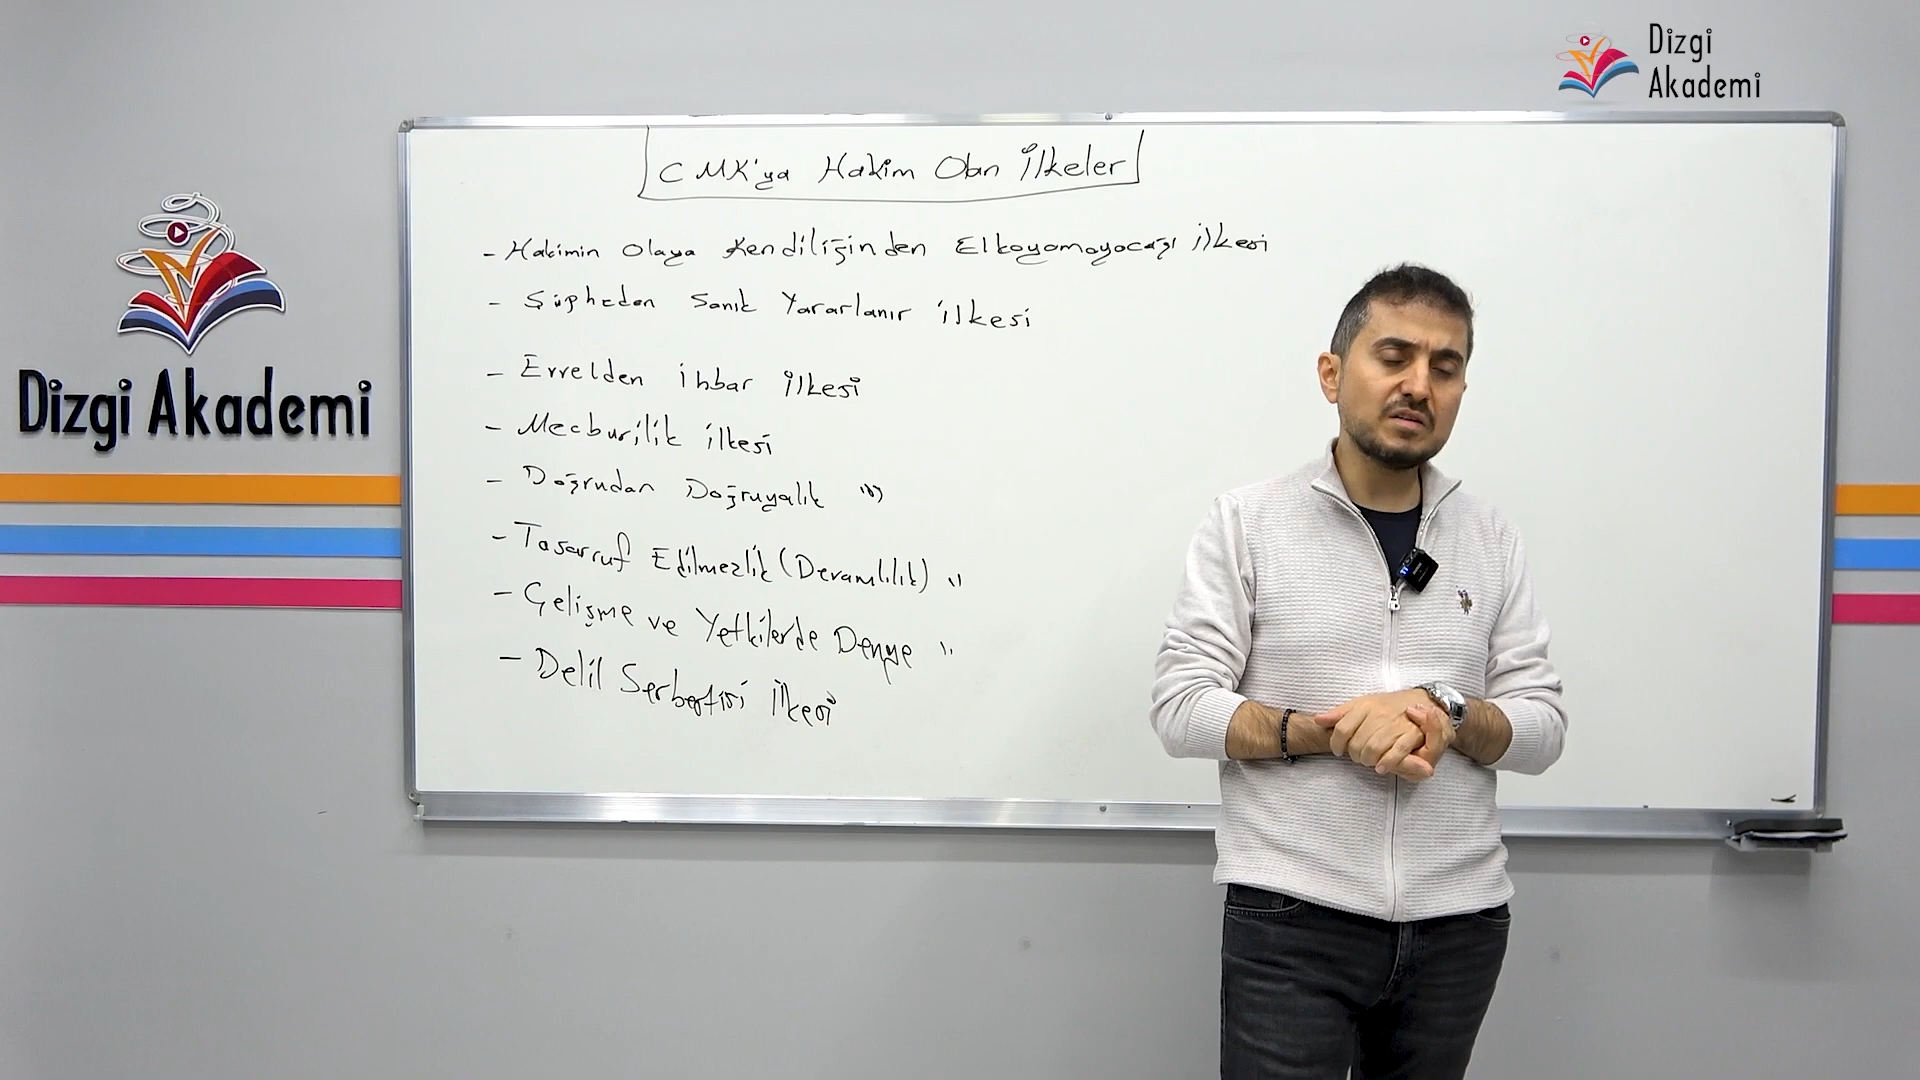 Dizgi
Akademi
Dizgi Akademi
CMK'ya Hakim Olan İlkeler
- Hakimin Olaya Kendiliğinden Elkoyamayacağı İlkesi
- Şüpheden Sanık Yararlanır İlkesi
- Evvelden İhbar İlkesi
- Mecburilik İlkesi
- Doğrudan Doğruyalık "
- Tasarruf Edilmezlik (Devamlılık) "
- Gelişme ve Yetkilerde Denge "
- Delil Serbestisi İlkesi